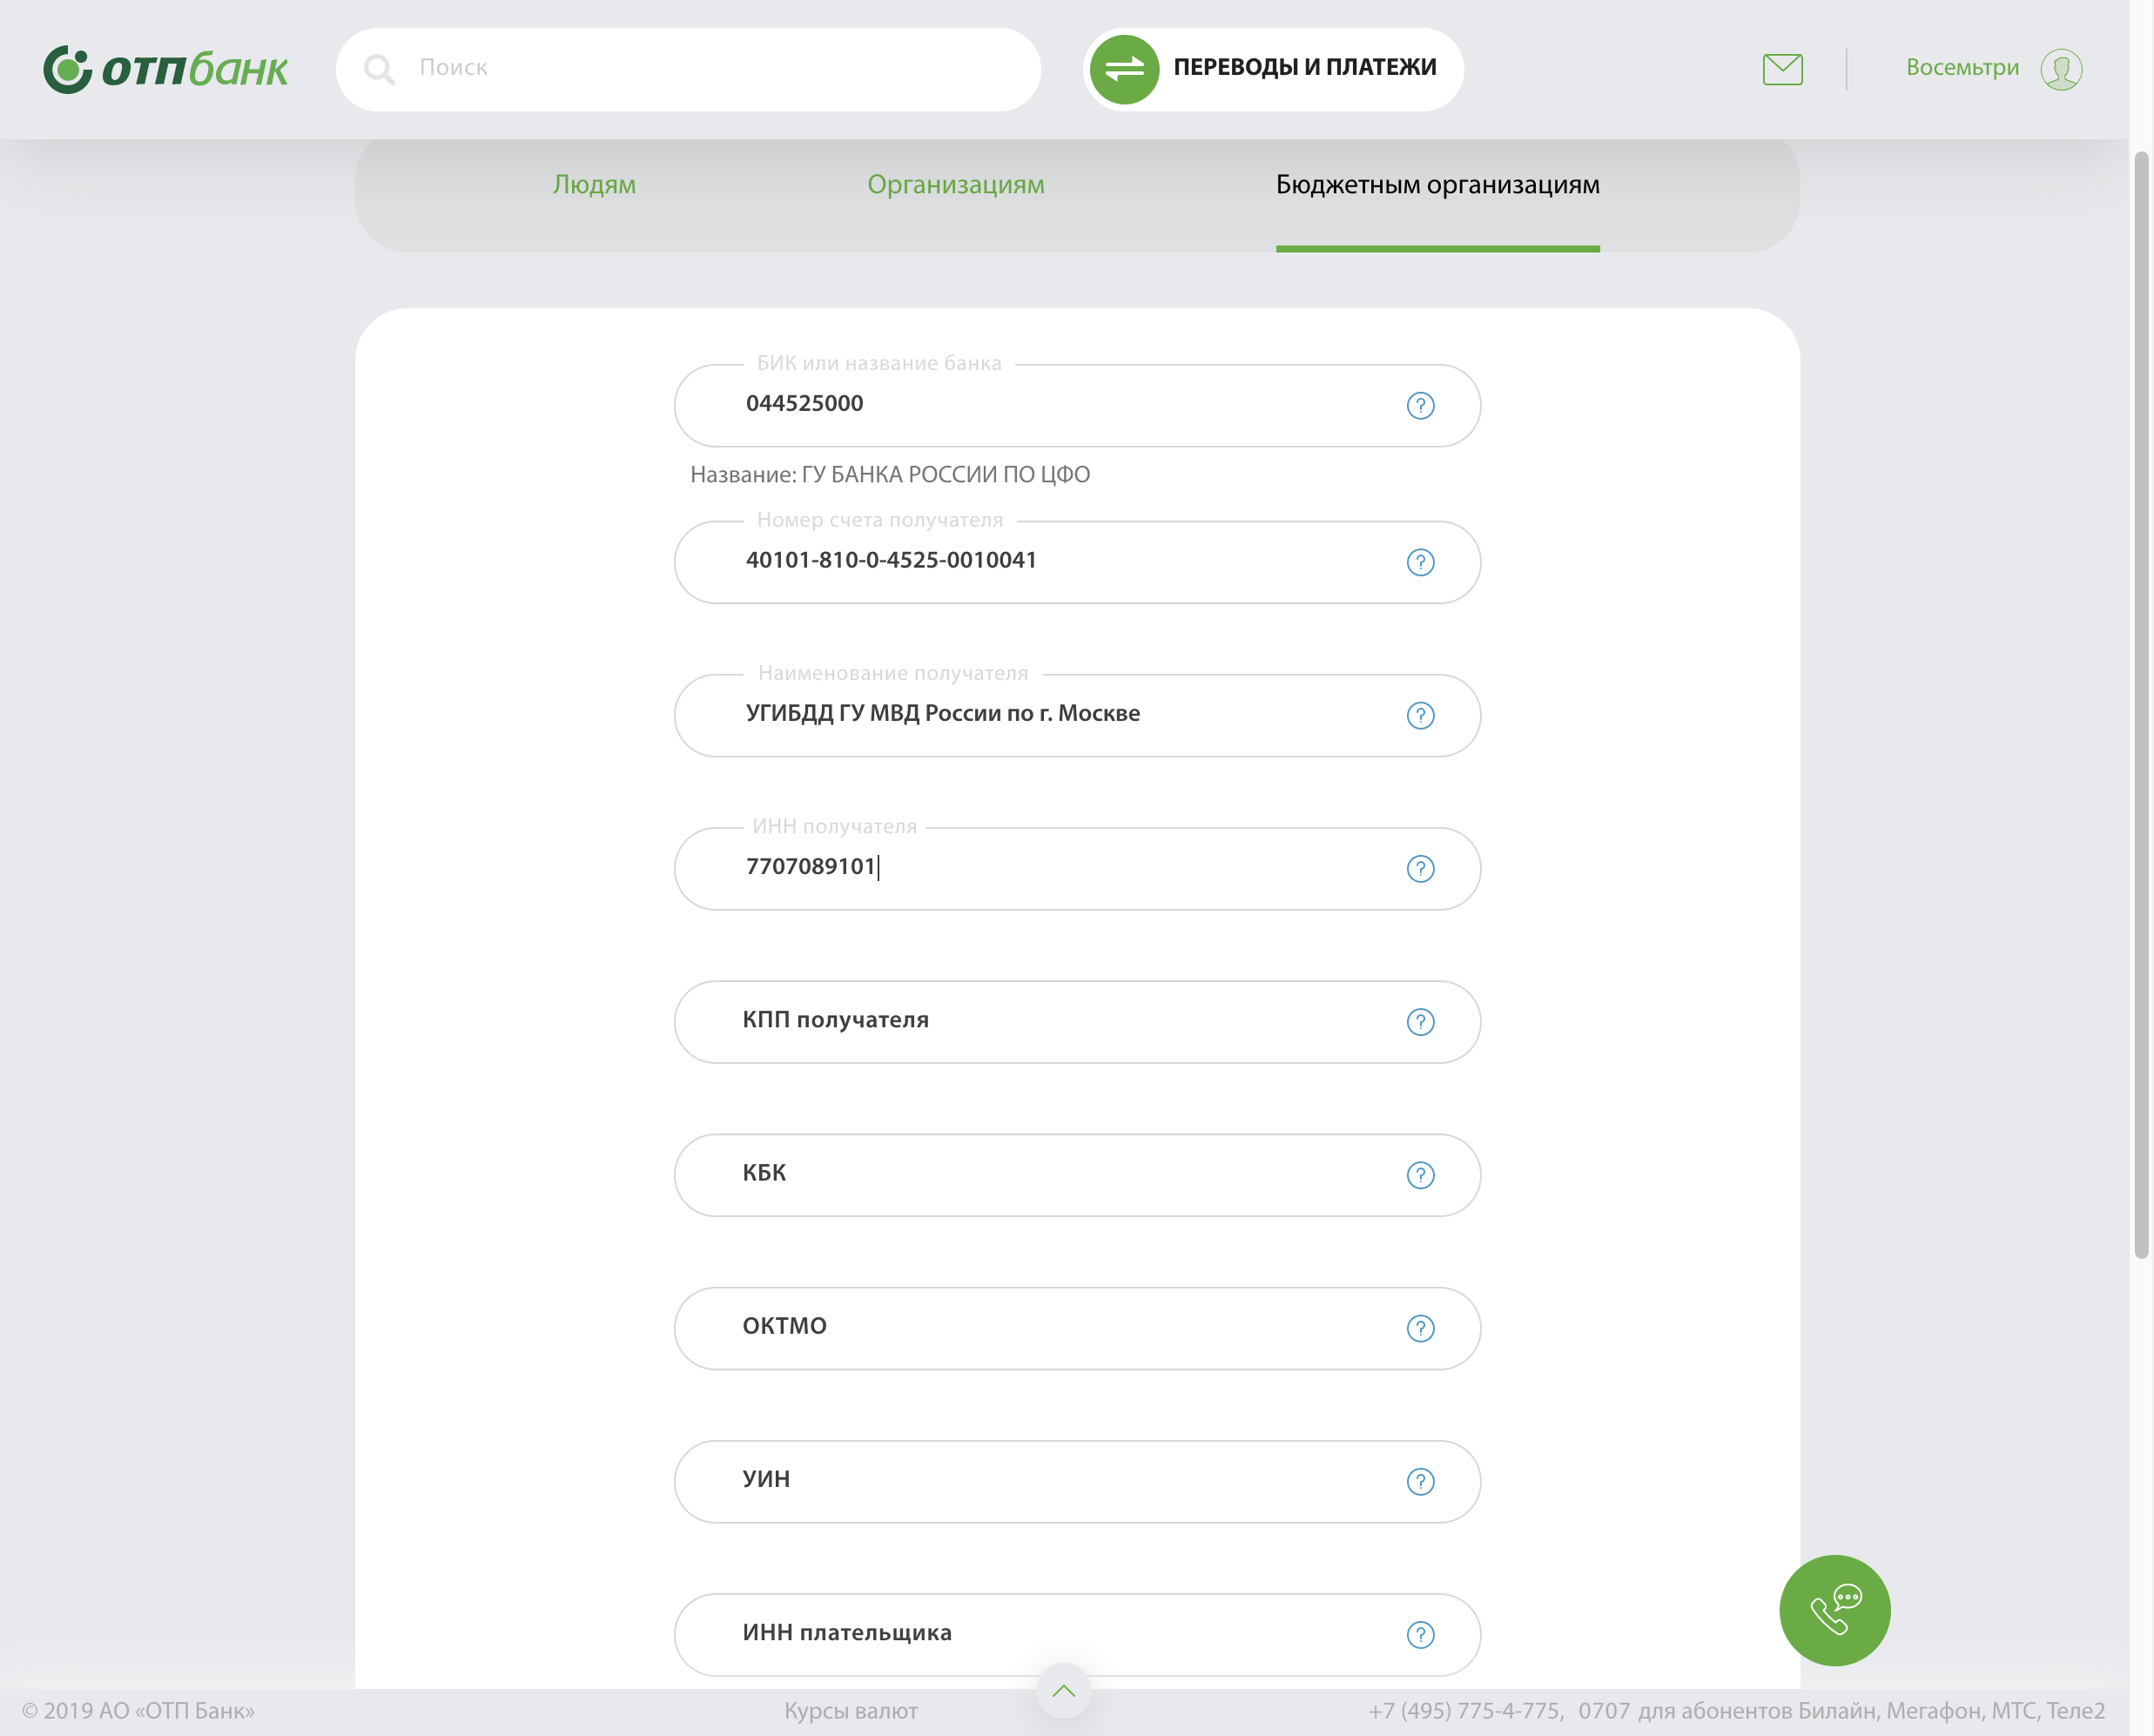 отпбанк
Поиск
ПЕРЕВОДЫ И ПЛАТЕЖИ
Восемьтри
Людям
Организациям
Бюджетным организациям
БИК или название банка
044525000
?
Название: ГУ БАНКА РОССИИ ПО ЦФО
Номер счета получателя
40101-810-0-4525-0010041
?
Наименование получателя
УГИБДД ГУ МВД России по г. Москве
?
ИНН получателя
7707089101
?
КПП получателя
?
КБК
?
ОКТМО
?
УИН
?
ИНН плательщика
?
© 2019 АО «ОТП Банк»
Курсы валют
+7 (495) 775-4-775, 0707 для абонентов Билайн, Мегафон, МТС, Теле2